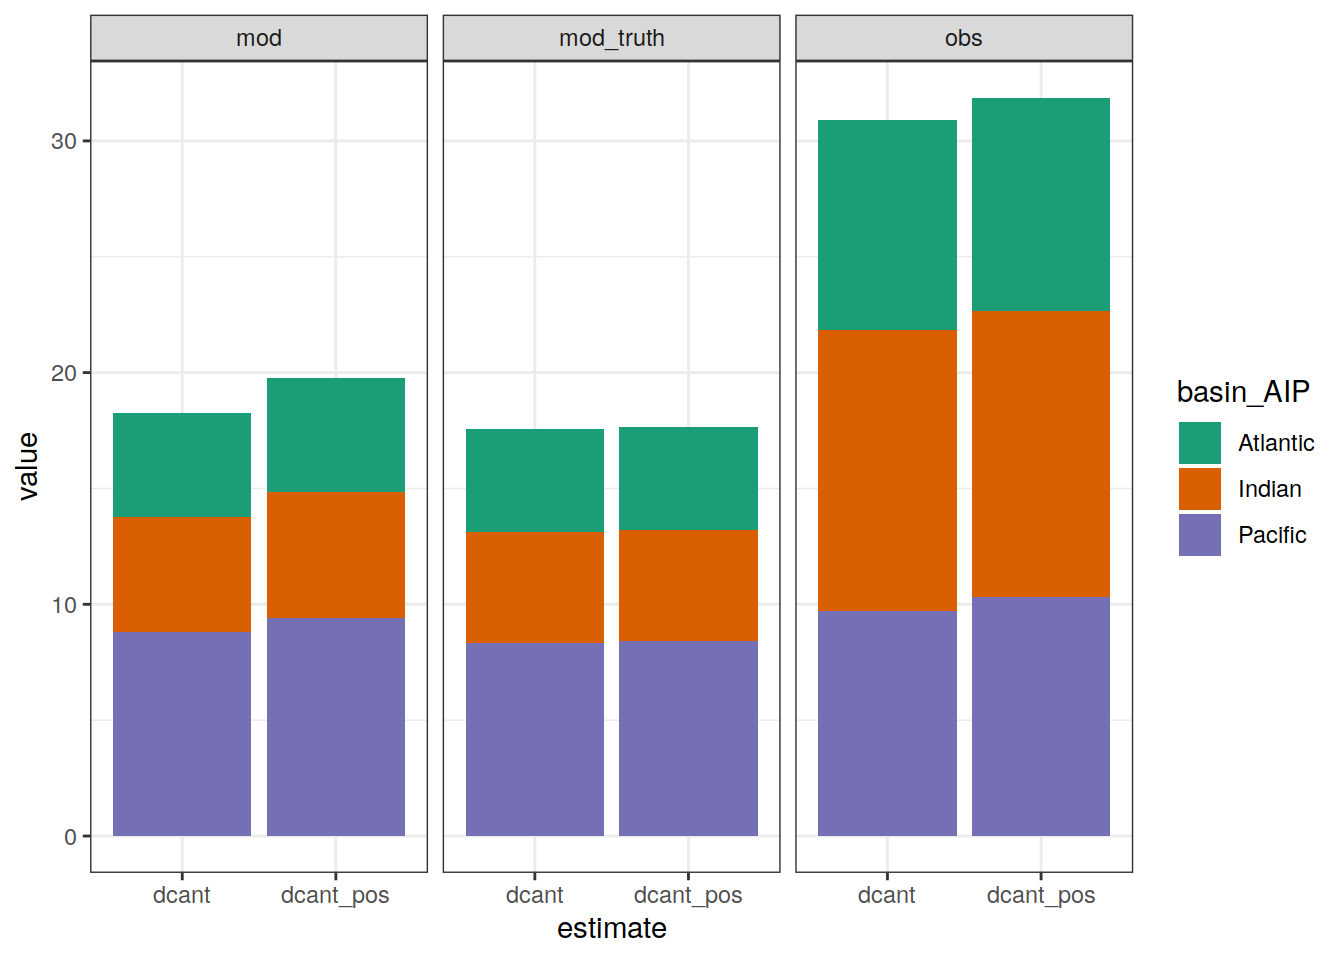 mod
mod_truth
obs
30
20
10
0
value
dcant
dcant_pos
dcant
dcant_pos
dcant
dcant_pos
estimate
basin_AIP
Atlantic
Indian
Pacific